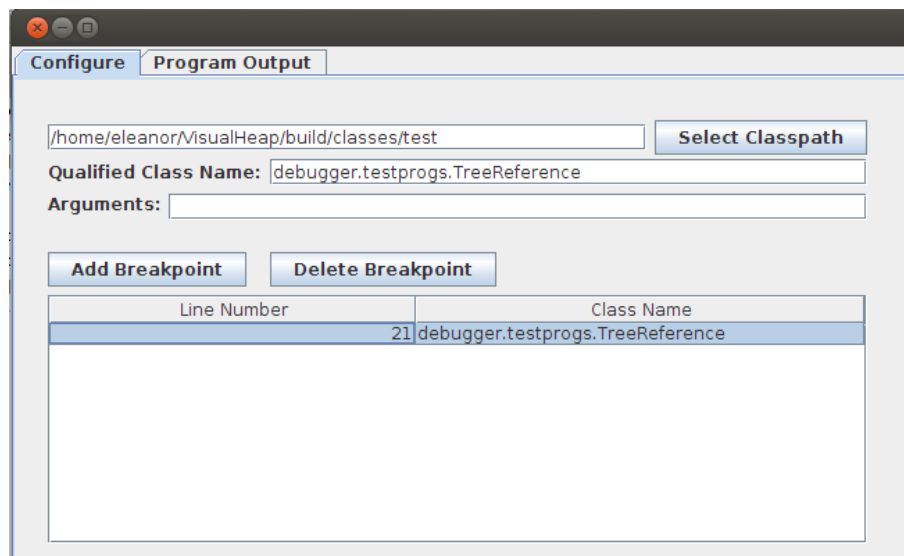 Configure Program Output
/home/eleanor/VisualHeap/build/classes/test Select Classpath
Qualified Class Name: debugger.testprogs.TreeReference
Arguments:
Add Breakpoint Delete Breakpoint
Line Number Class Name
21 debugger.testprogs.TreeReference